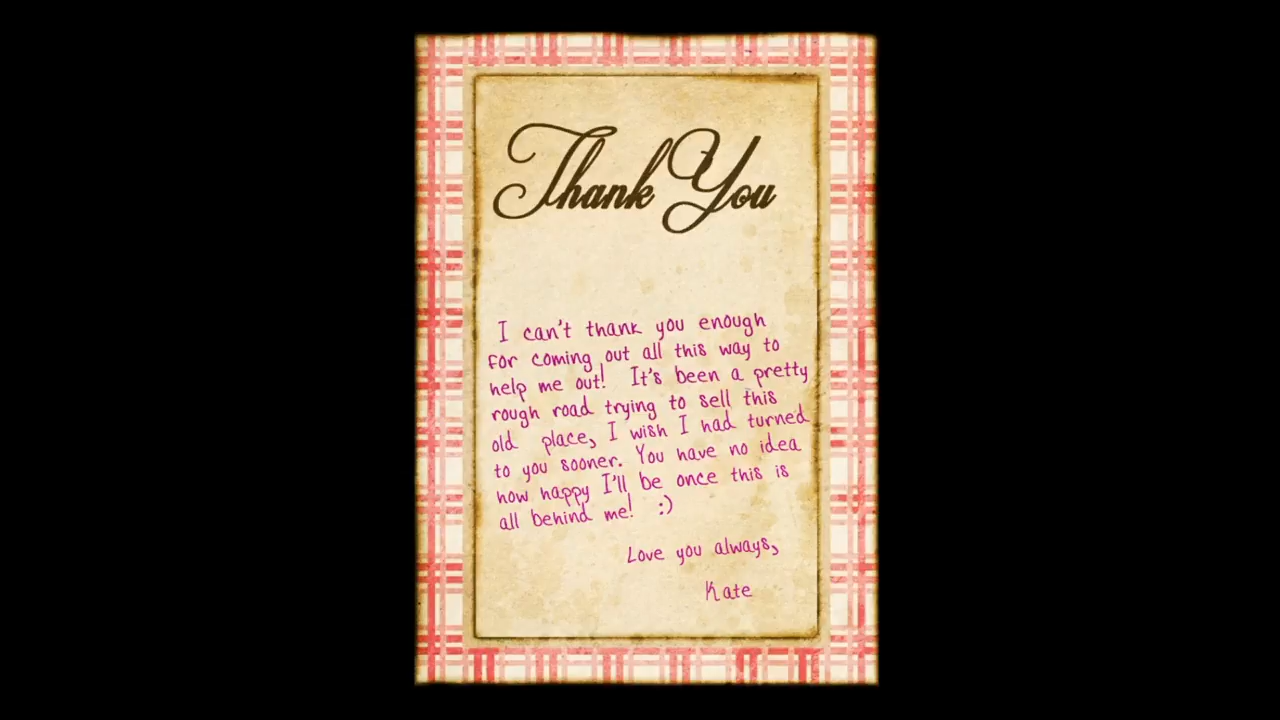 Thank You
I can't thank you enough
for coming out all this way to
help me out! It's been a pretty
rough road trying to sell this
old place, I wish I had turned
to you sooner. You have no idea
how happy I'll be once this is
all behind me! :)
Love you always,
Kate